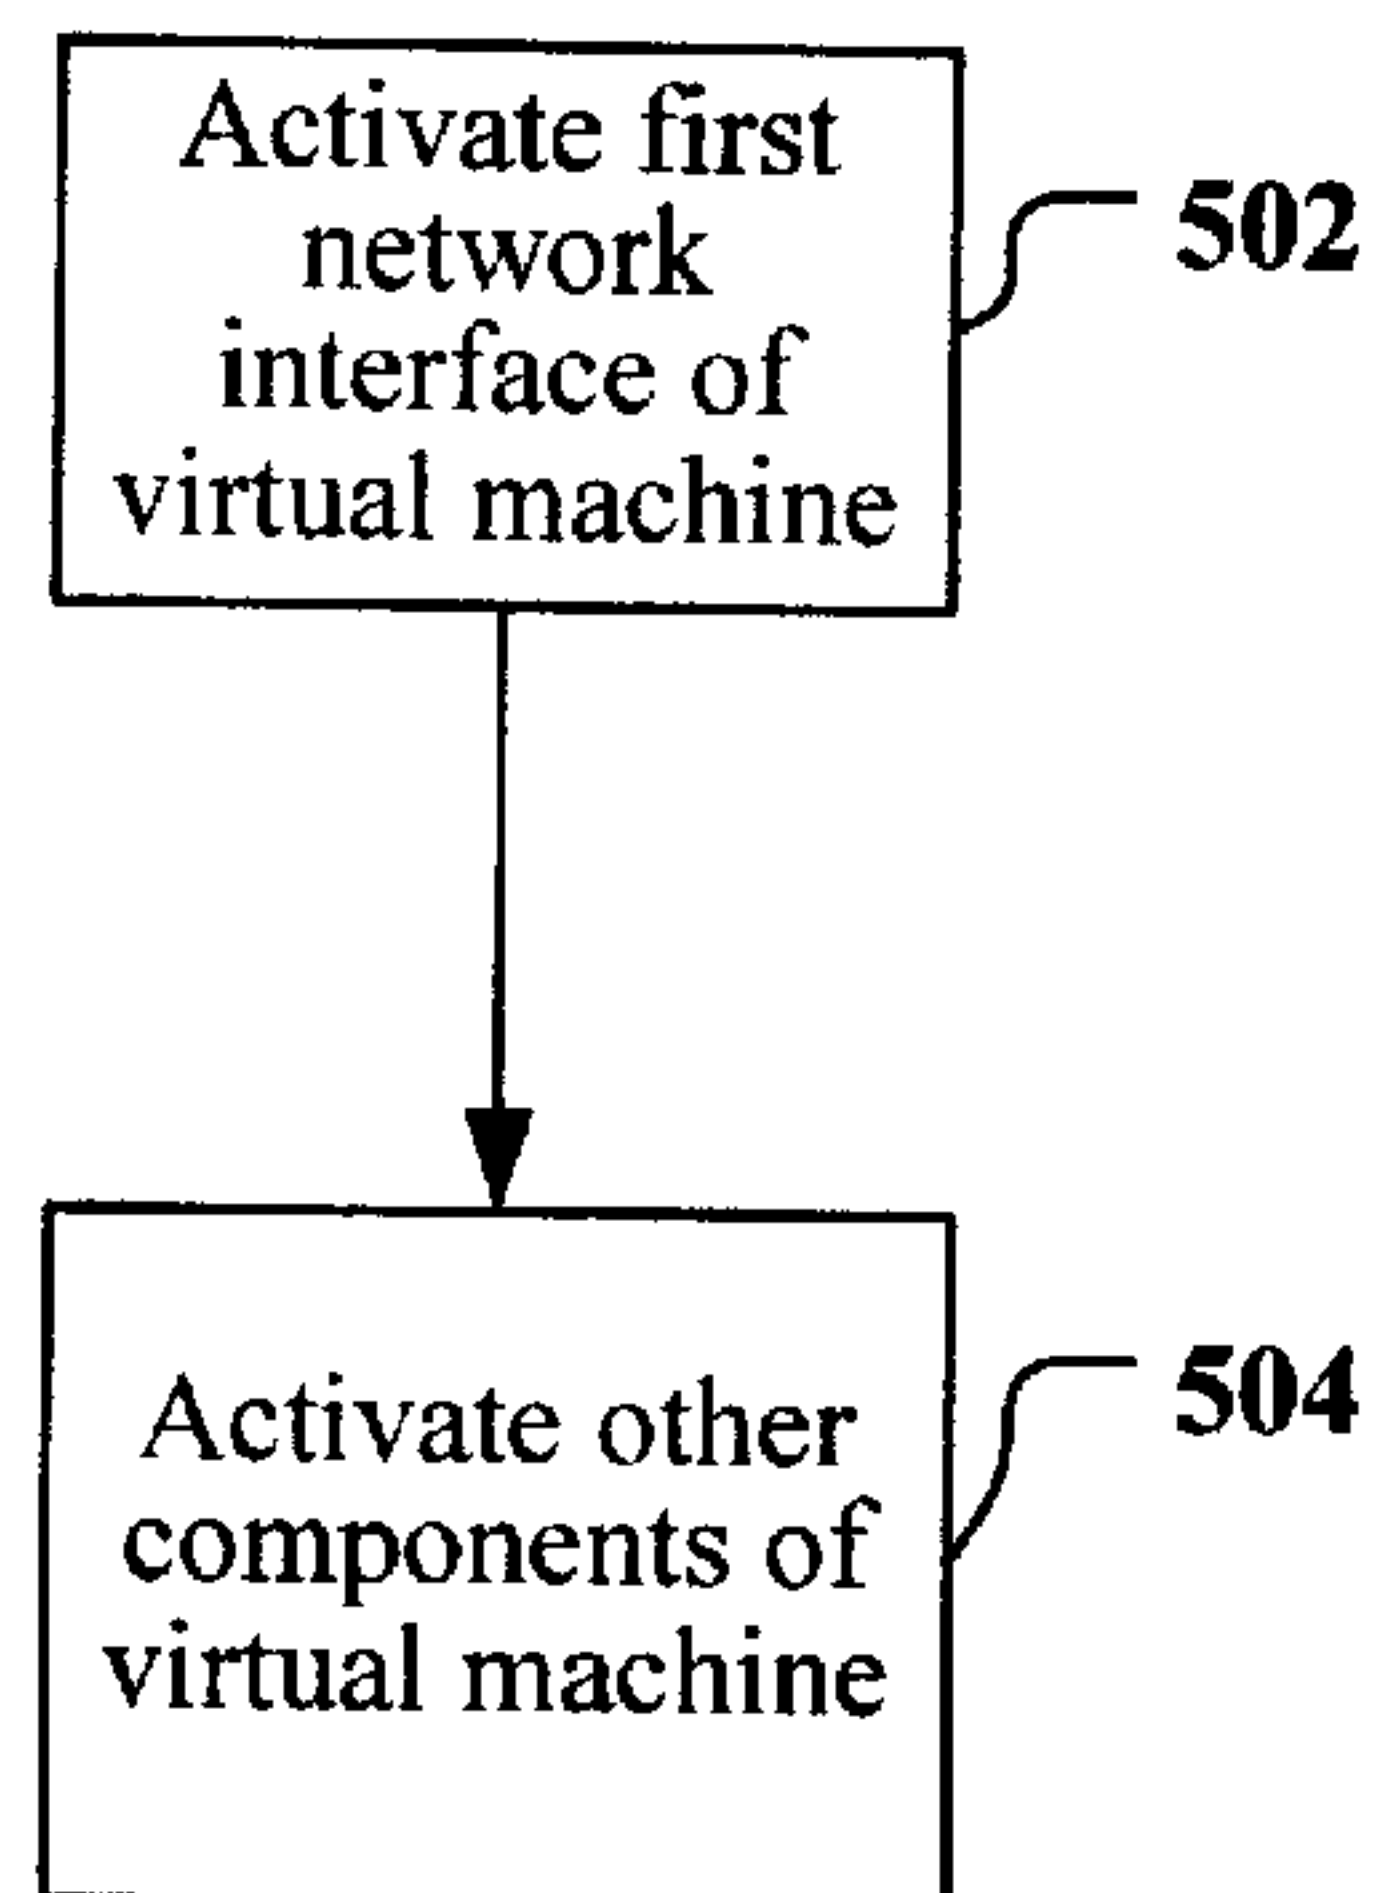 Activate first
network
interface of
virtual machine
502
Activate other
components of
virtual machine
504